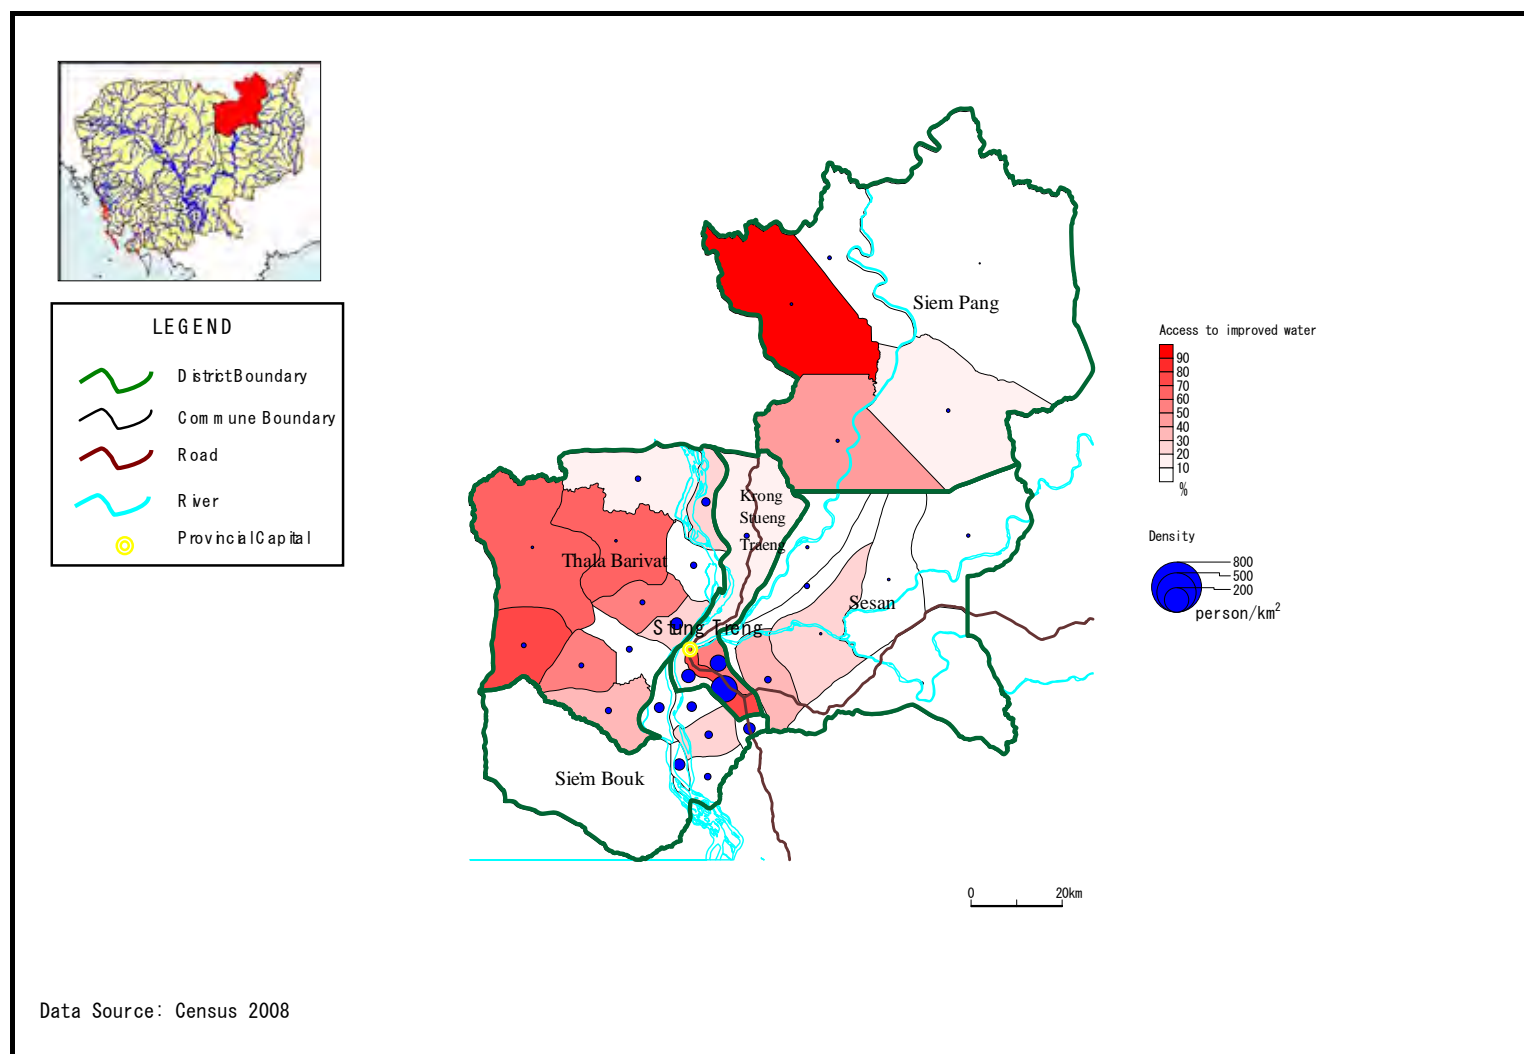 LEGEND
District Boundary
Commune Boundary
Road
River
Provincial Capital
Siem Pang
Krong
Stueng
Traeng
Thala Barivat
Sesan
Stung Treng
Siem Bouk
Access to improved water
90
80
70
60
50
40
30
20
10
%
Density
800
500
200
person/km²
0 20km
Data Source: Census 2008